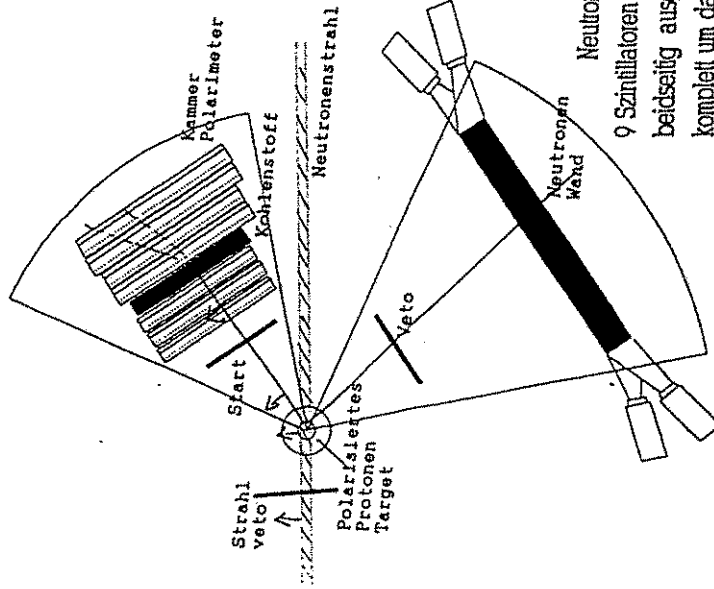 Kammer
Polarimeter
Kohlenstoff
Neutronenstrahl
Start
Strahl
veto
Polarisiertes
Protonen
Target
Veto
Neutronen
Wand
Neutron
9 Szintillatoren
beidseitig aus
komplett um da